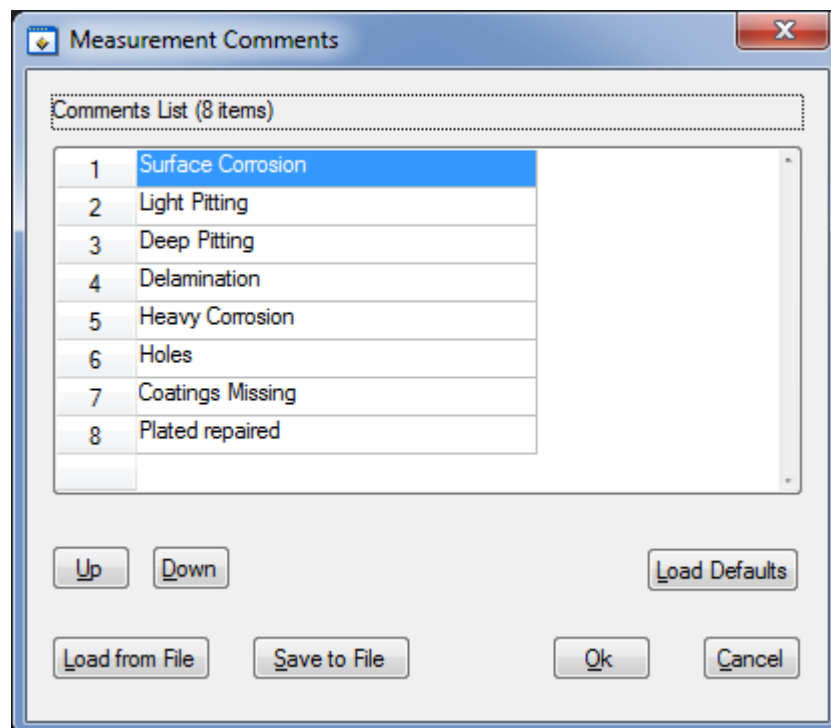 Measurement Comments
Comments List (8 items)
1 Surface Corrosion
2 Light Pitting
3 Deep Pitting
4 Delamination
5 Heavy Corrosion
6 Holes
7 Coatings Missing
8 Plated repaired
Up Down Load Defaults
Load from File Save to File Ok Cancel